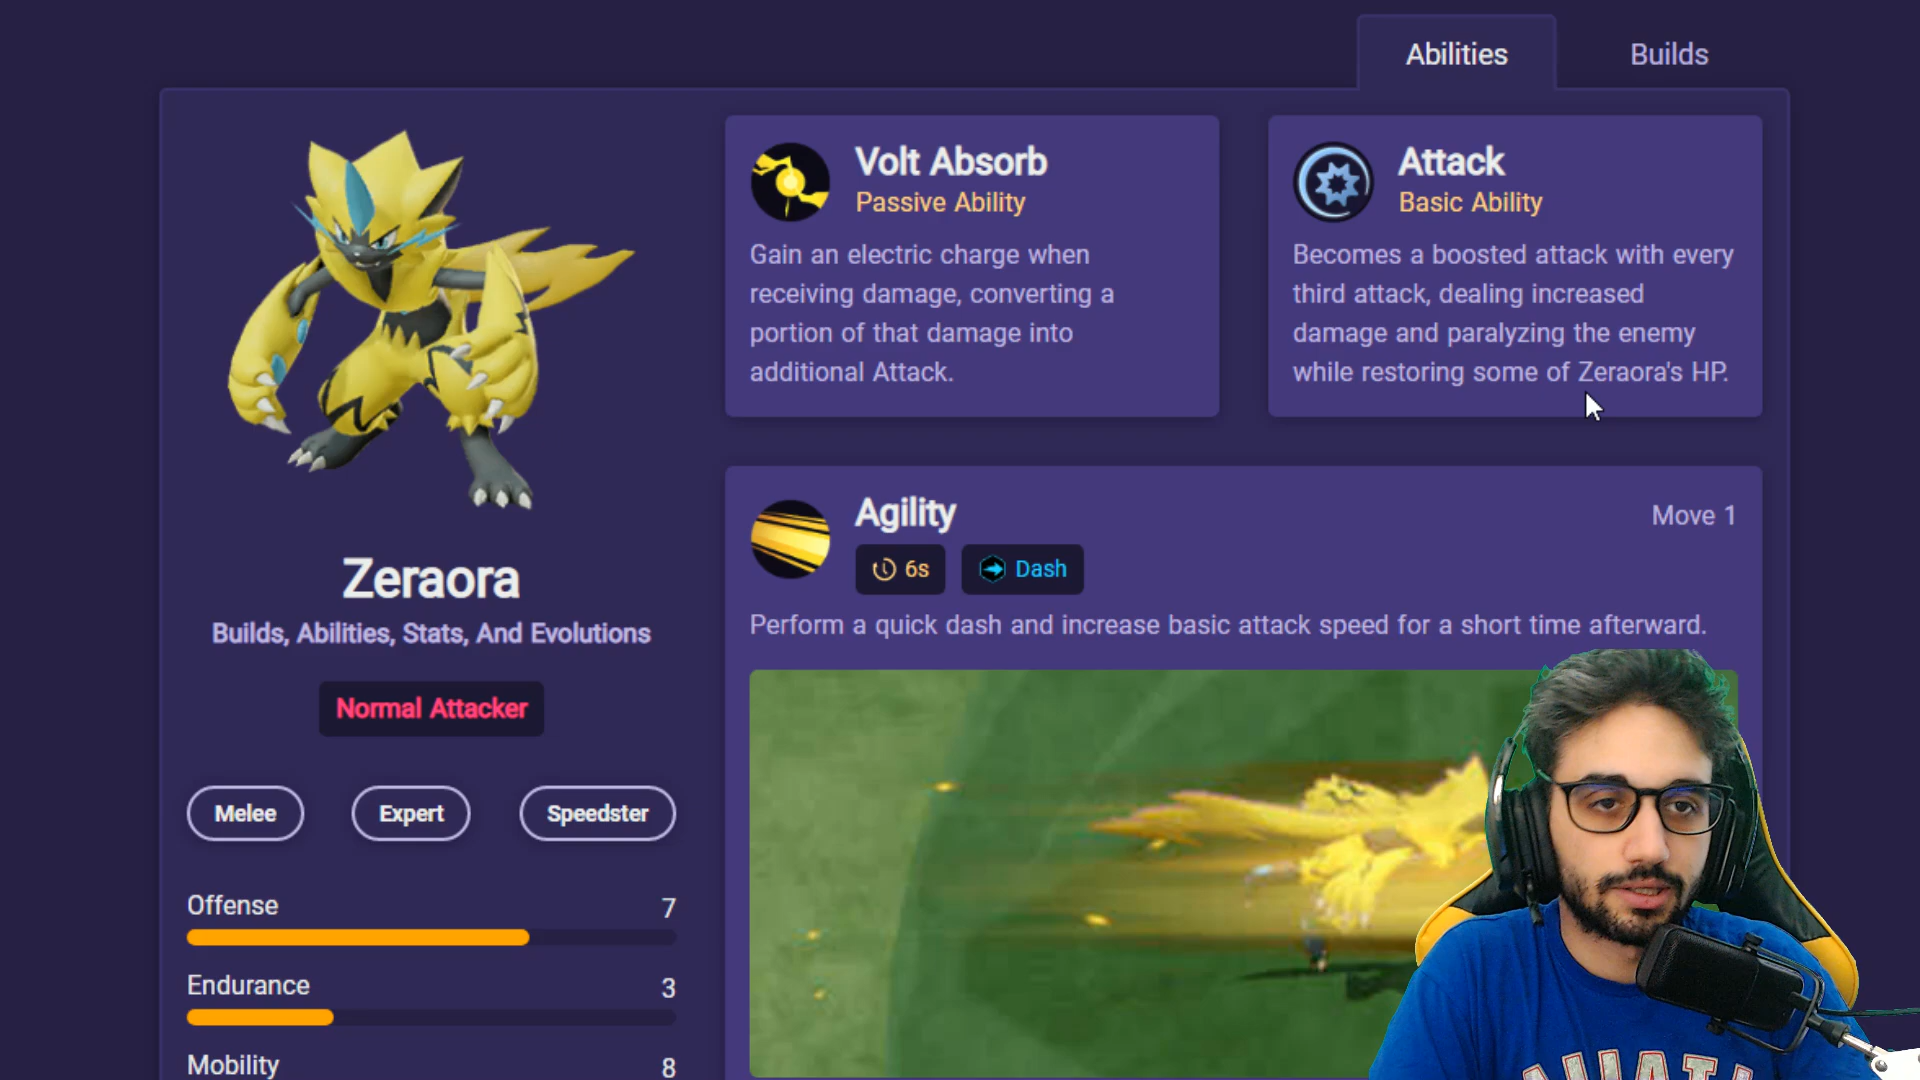 Abilities
Builds
Volt Absorb
Passive Ability
Gain an electric charge when
receiving damage, converting a
portion of that damage into
additional Attack.
Attack
Basic Ability
Becomes a boosted attack with every
third attack, dealing increased
damage and paralyzing the enemy
while restoring some of Zeraora's HP.
Agility
Move 1
6s
Dash
Perform a quick dash and increase basic attack speed for a short time afterward.
Zeraora
Builds, Abilities, Stats, And Evolutions
Normal Attacker
Melee
Expert
Speedster
Offense
7
Endurance
3
Mobility
8